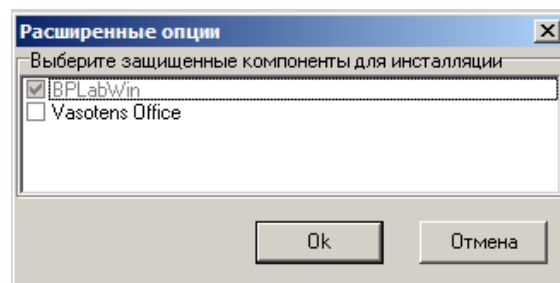 Расширенные опции
Выберите защищенные компоненты для инсталляции
BPLabWin
Vasotens Office
Ok
Отмена